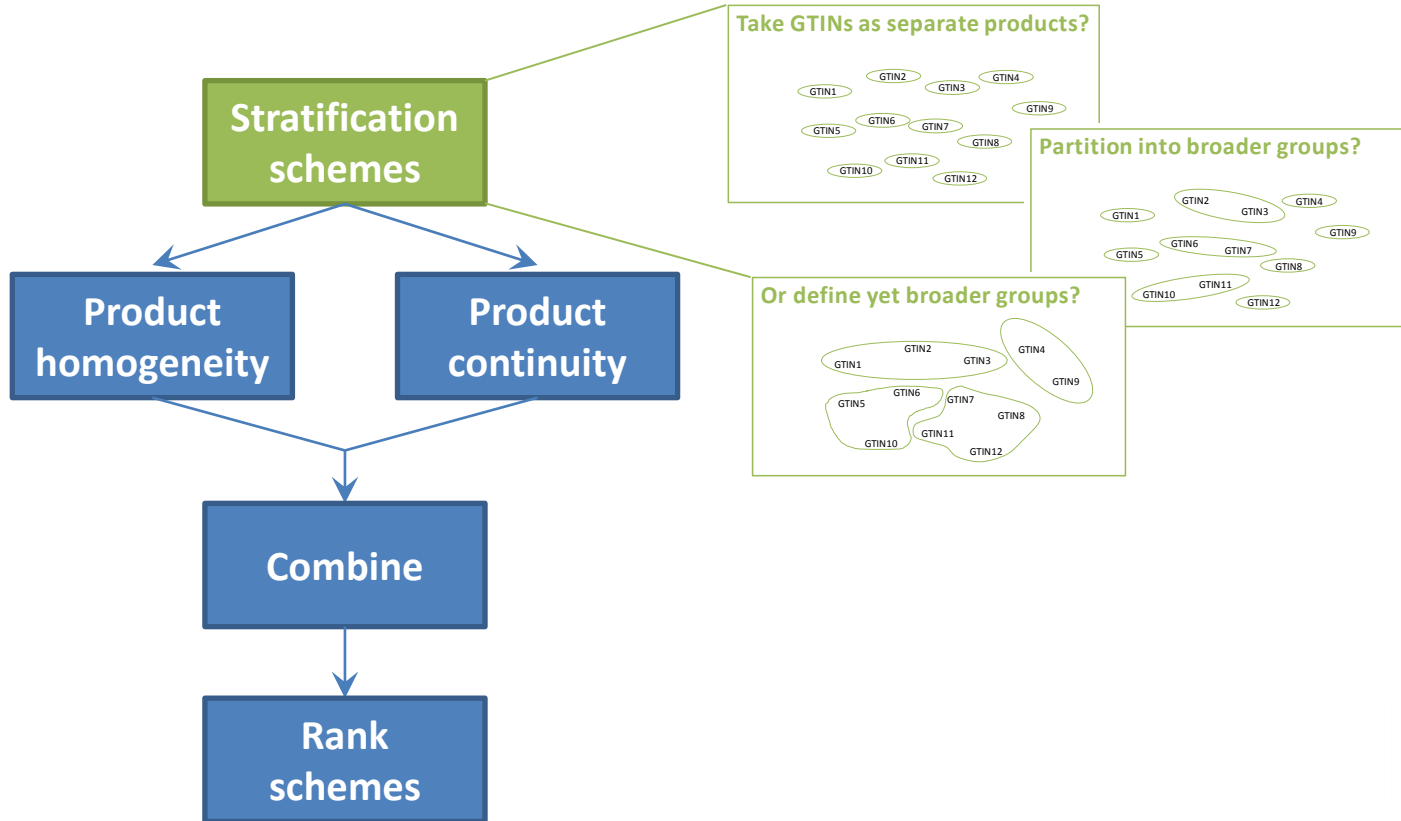 Stratification
schemes
Product
homogeneity
Product
continuity
Combine
Rank
schemes
Take GTINs as separate products?
GTIN1
GTIN2
GTIN3
GTIN4
GTIN9
GTIN5
GTIN6
GTIN7
GTIN8
GTIN10
GTIN11
GTIN12
Partition into broader groups?
GTIN1
GTIN2
GTIN3
GTIN4
GTIN9
GTIN5
GTIN6
GTIN7
GTIN8
GTIN10
GTIN11
GTIN12
Or define yet broader groups?
GTIN1
GTIN2
GTIN3
GTIN4
GTIN9
GTIN5
GTIN6
GTIN10
GTIN7
GTIN8
GTIN11
GTIN12